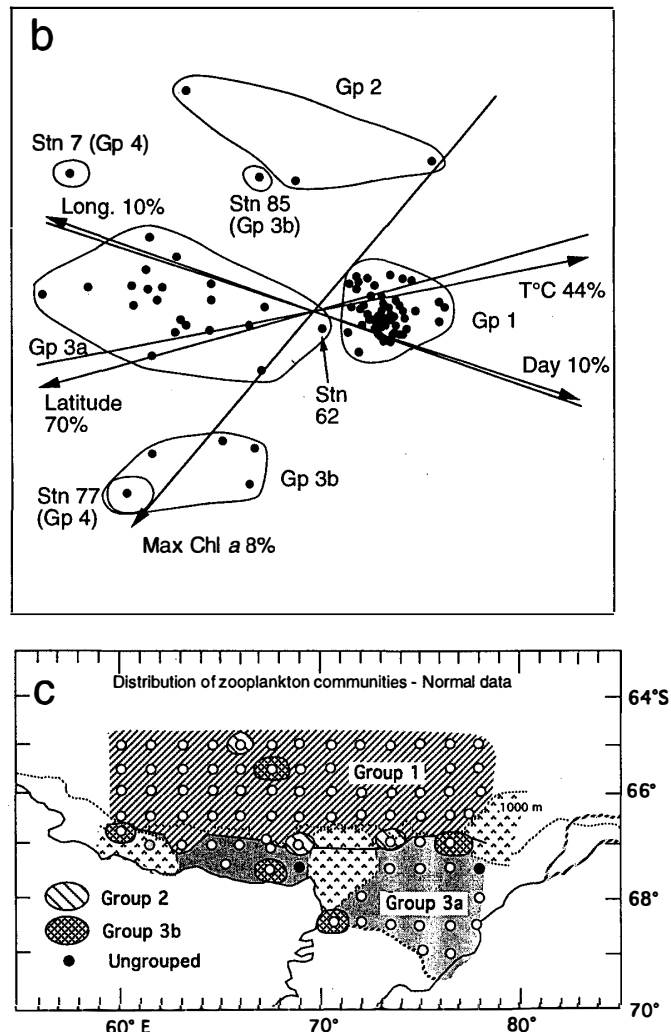 b
Gp 2
Stn 7 (Gp 4)
Stn 85
(Gp 3b)
Long. 10%
T°C 44%
Gp 1
Gp 3a
Day 10%
Latitude
70%
Stn
62
Stn 77
(Gp 4)
Gp 3b
Max Chl a 8%
c
Distribution of zooplankton communities - Normal data
64°S
Group 1
66°
1000 m
Group 2
68°
Group 3a
Group 3b
Ungrouped
70°
60° E
70°
80°